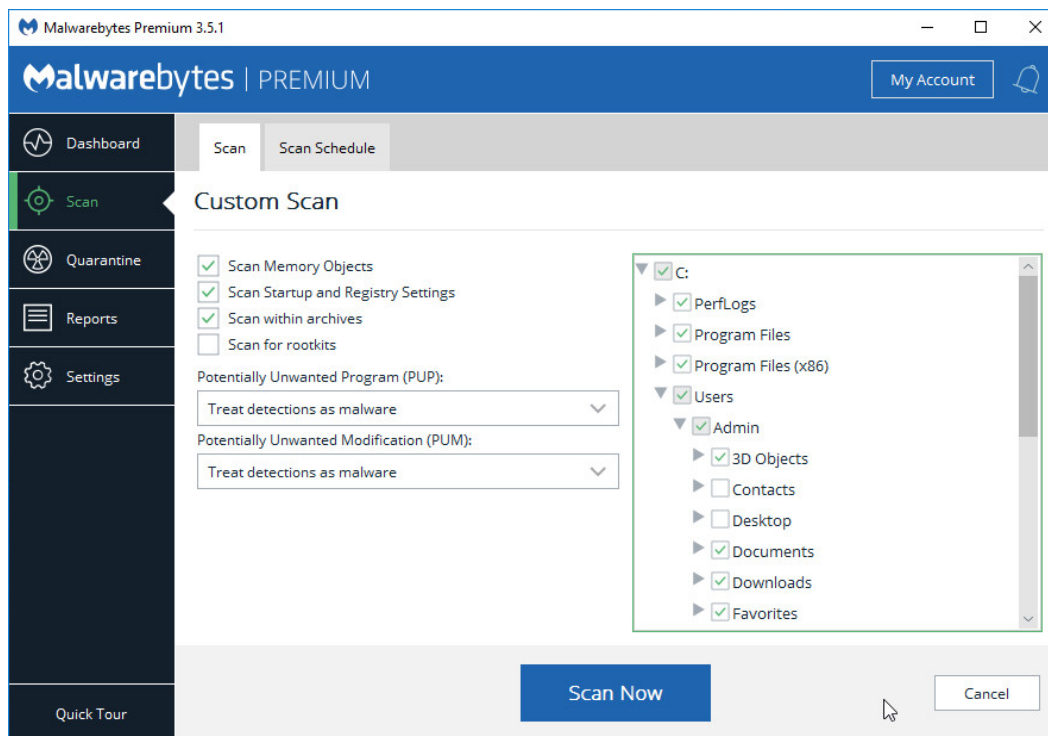 Malwarebytes Premium 3.5.1
Malwarebytes | PREMIUM
My Account
Dashboard
Scan
Quarantine
Reports
Settings
Quick Tour
Scan
Scan Schedule
Custom Scan
Scan Memory Objects
Scan Startup and Registry Settings
Scan within archives
Scan for rootkits
Potentially Unwanted Program (PUP):
Treat detections as malware
Potentially Unwanted Modification (PUM):
Treat detections as malware
C:
PerfLogs
Program Files
Program Files (x86)
Users
Admin
3D Objects
Contacts
Desktop
Documents
Downloads
Favorites
Scan Now
Cancel